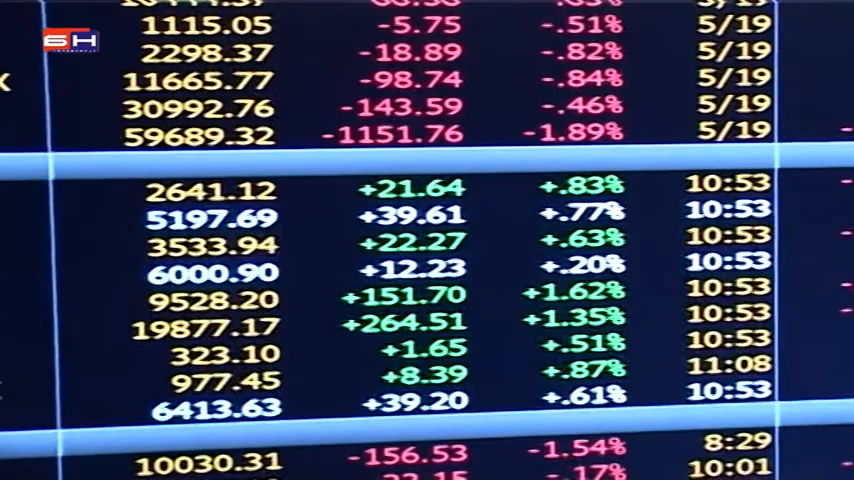 БН
1115.05 -5.75 -.51% 5/19
2298.37 -18.89 -.82% 5/19
11665.77 -98.74 -.84% 5/19
30992.76 -143.59 -.46% 5/19
59689.32 -1151.76 -1.89% 5/19
2641.12 +21.64 +.83% 10:53
5197.69 +39.61 +.77% 10:53
3533.94 +22.27 +.63% 10:53
6000.90 +12.23 +.20% 10:53
9528.20 +151.70 +1.62% 10:53
19877.17 +264.51 +1.35% 10:53
323.10 +1.65 +.51% 10:53
977.45 +8.39 +.87% 11:08
6413.63 +39.20 +.61% 10:53
10030.31 -156.53 -1.54% 8:29
-.17% 10:01